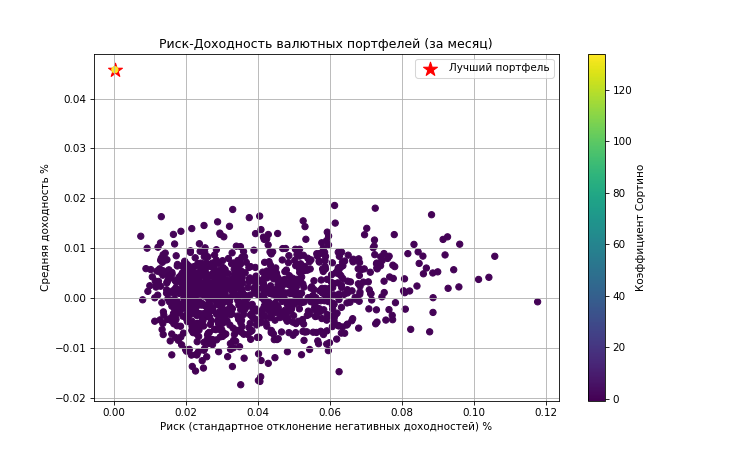 Риск-Доходность валютных портфелей (за месяц)
Лучший портфель
Средняя доходность %
0.04
0.03
0.02
0.01
0.00
−0.01
−0.02
0.00 0.02 0.04 0.06 0.08 0.10 0.12
Риск (стандартное отклонение негативных доходностей) %
120
100
80
60
40
20
0
Коэффициент Сортино